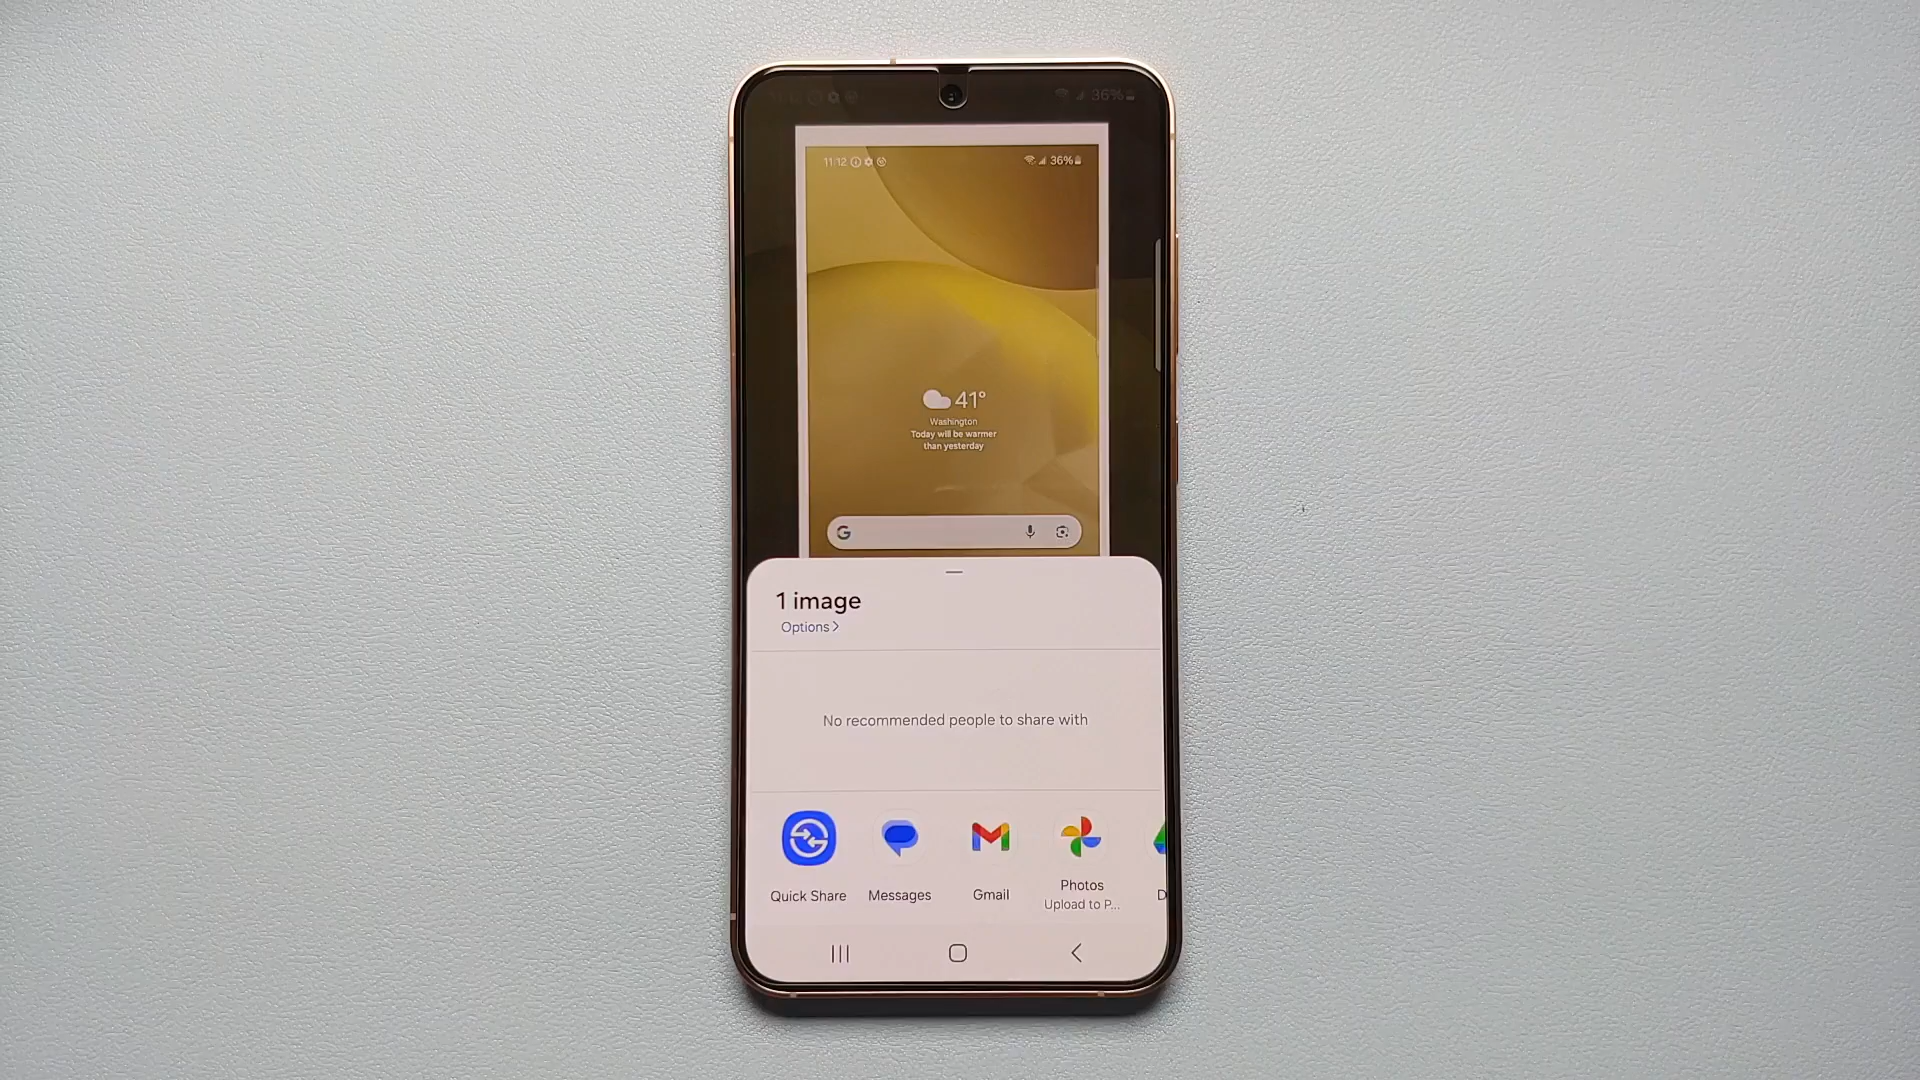 36%
11:12
36%
41°
Washington
Today will be warmer
than yesterday
1 image
Options >
No recommended people to share with
Quick Share
Messages
Gmail
Photos
Upload to P...
D